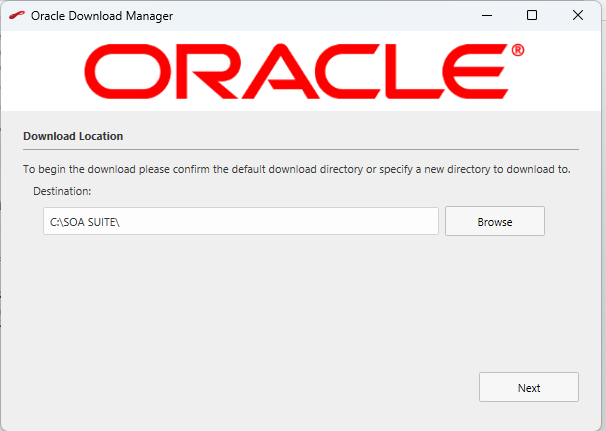 Oracle Download Manager
ORACLE®
Download Location
To begin the download please confirm the default download directory or specify a new directory to download to.
Destination:
C:\SOA SUITE\
Browse
Next